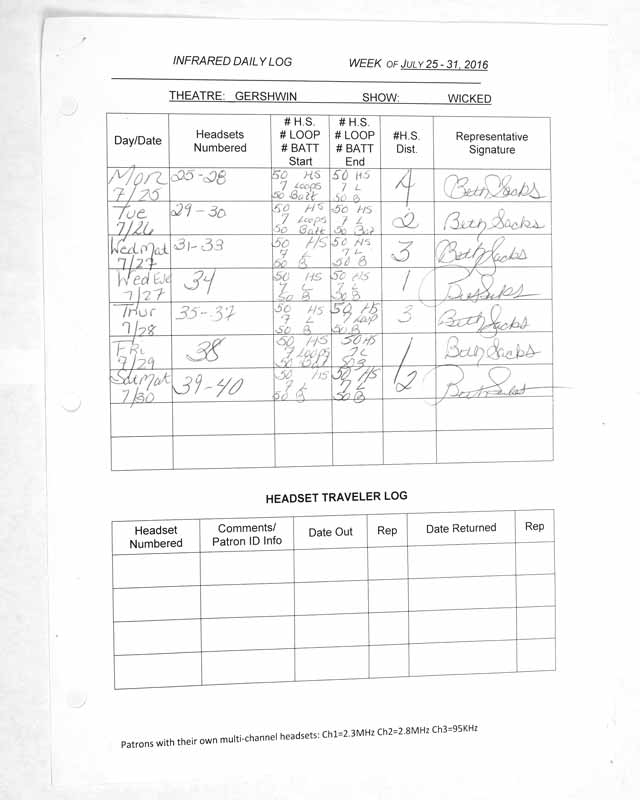 INFRARED DAILY LOG WEEK OF JULY 25 - 31, 2016
THEATRE: GERSHWIN SHOW: WICKED
Day/Date Headsets Numbered # H.S. # LOOP # BATT Start # H.S. # LOOP # BATT End #H.S. Dist. Representative Signature
Mon 7/25 25-28 50 HS 7 Loops 50 Batt 50 HS 7 L 50 B 4 Beth Sacks
Tue 7/26 29-30 50 HS 7 Loops 50 Batt 50 HS 7 L 50 Bat 2 Beth Sacks
Wed Mat 7/27 31-33 50 HS 7 L 50 B 50 HS 7 L 50 B 3 Beth Sacks
Wed Eve 7/27 34 50 HS 7 L 50 B 50 HS 7 L 50 B 1
Thur 7/28 35-37 50 HS 7 L 50 B 50 HS 7 Loop 50 B 3 Beth Sacks
Fri 7/29 38 50 HS 7 Loops 50 Batt 50 HS 7 L 50 B 1 Beth Sacks
Sat Mat 7/30 39-40 50 HS 7 L 50 B 50 HS 7 L 50 B 2
HEADSET TRAVELER LOG
Headset Numbered Comments/ Patron ID Info Date Out Rep Date Returned Rep
Patrons with their own multi-channel headsets: Ch1=2.3MHz Ch2=2.8MHz Ch3=95KHz